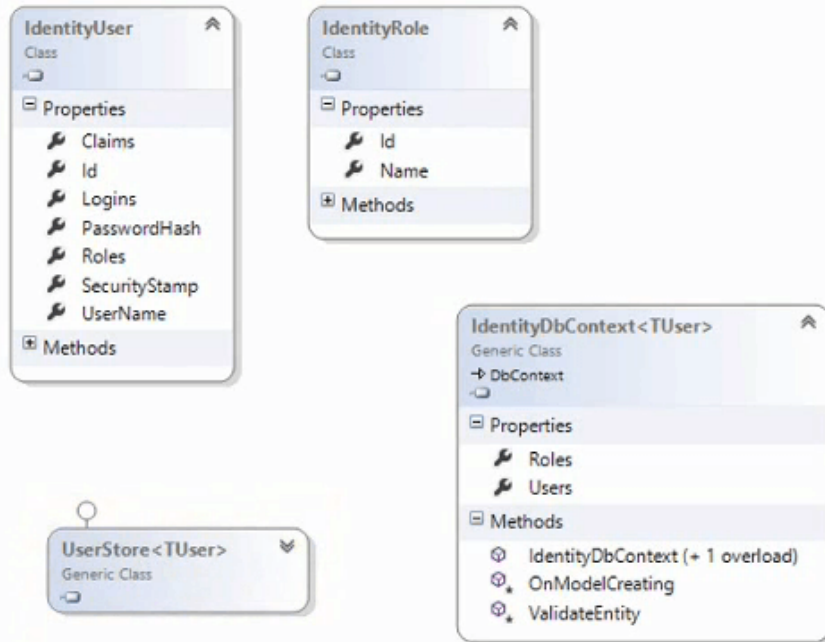 IdentityUser
Class
Properties
Claims
Id
Logins
PasswordHash
Roles
SecurityStamp
UserName
Methods
IdentityRole
Class
Properties
Id
Name
Methods
IdentityDbContext<TUser>
Generic Class
DbContext
Properties
Roles
Users
Methods
IdentityDbContext (+ 1 overload)
OnModelCreating
ValidateEntity
UserStore<TUser>
Generic Class